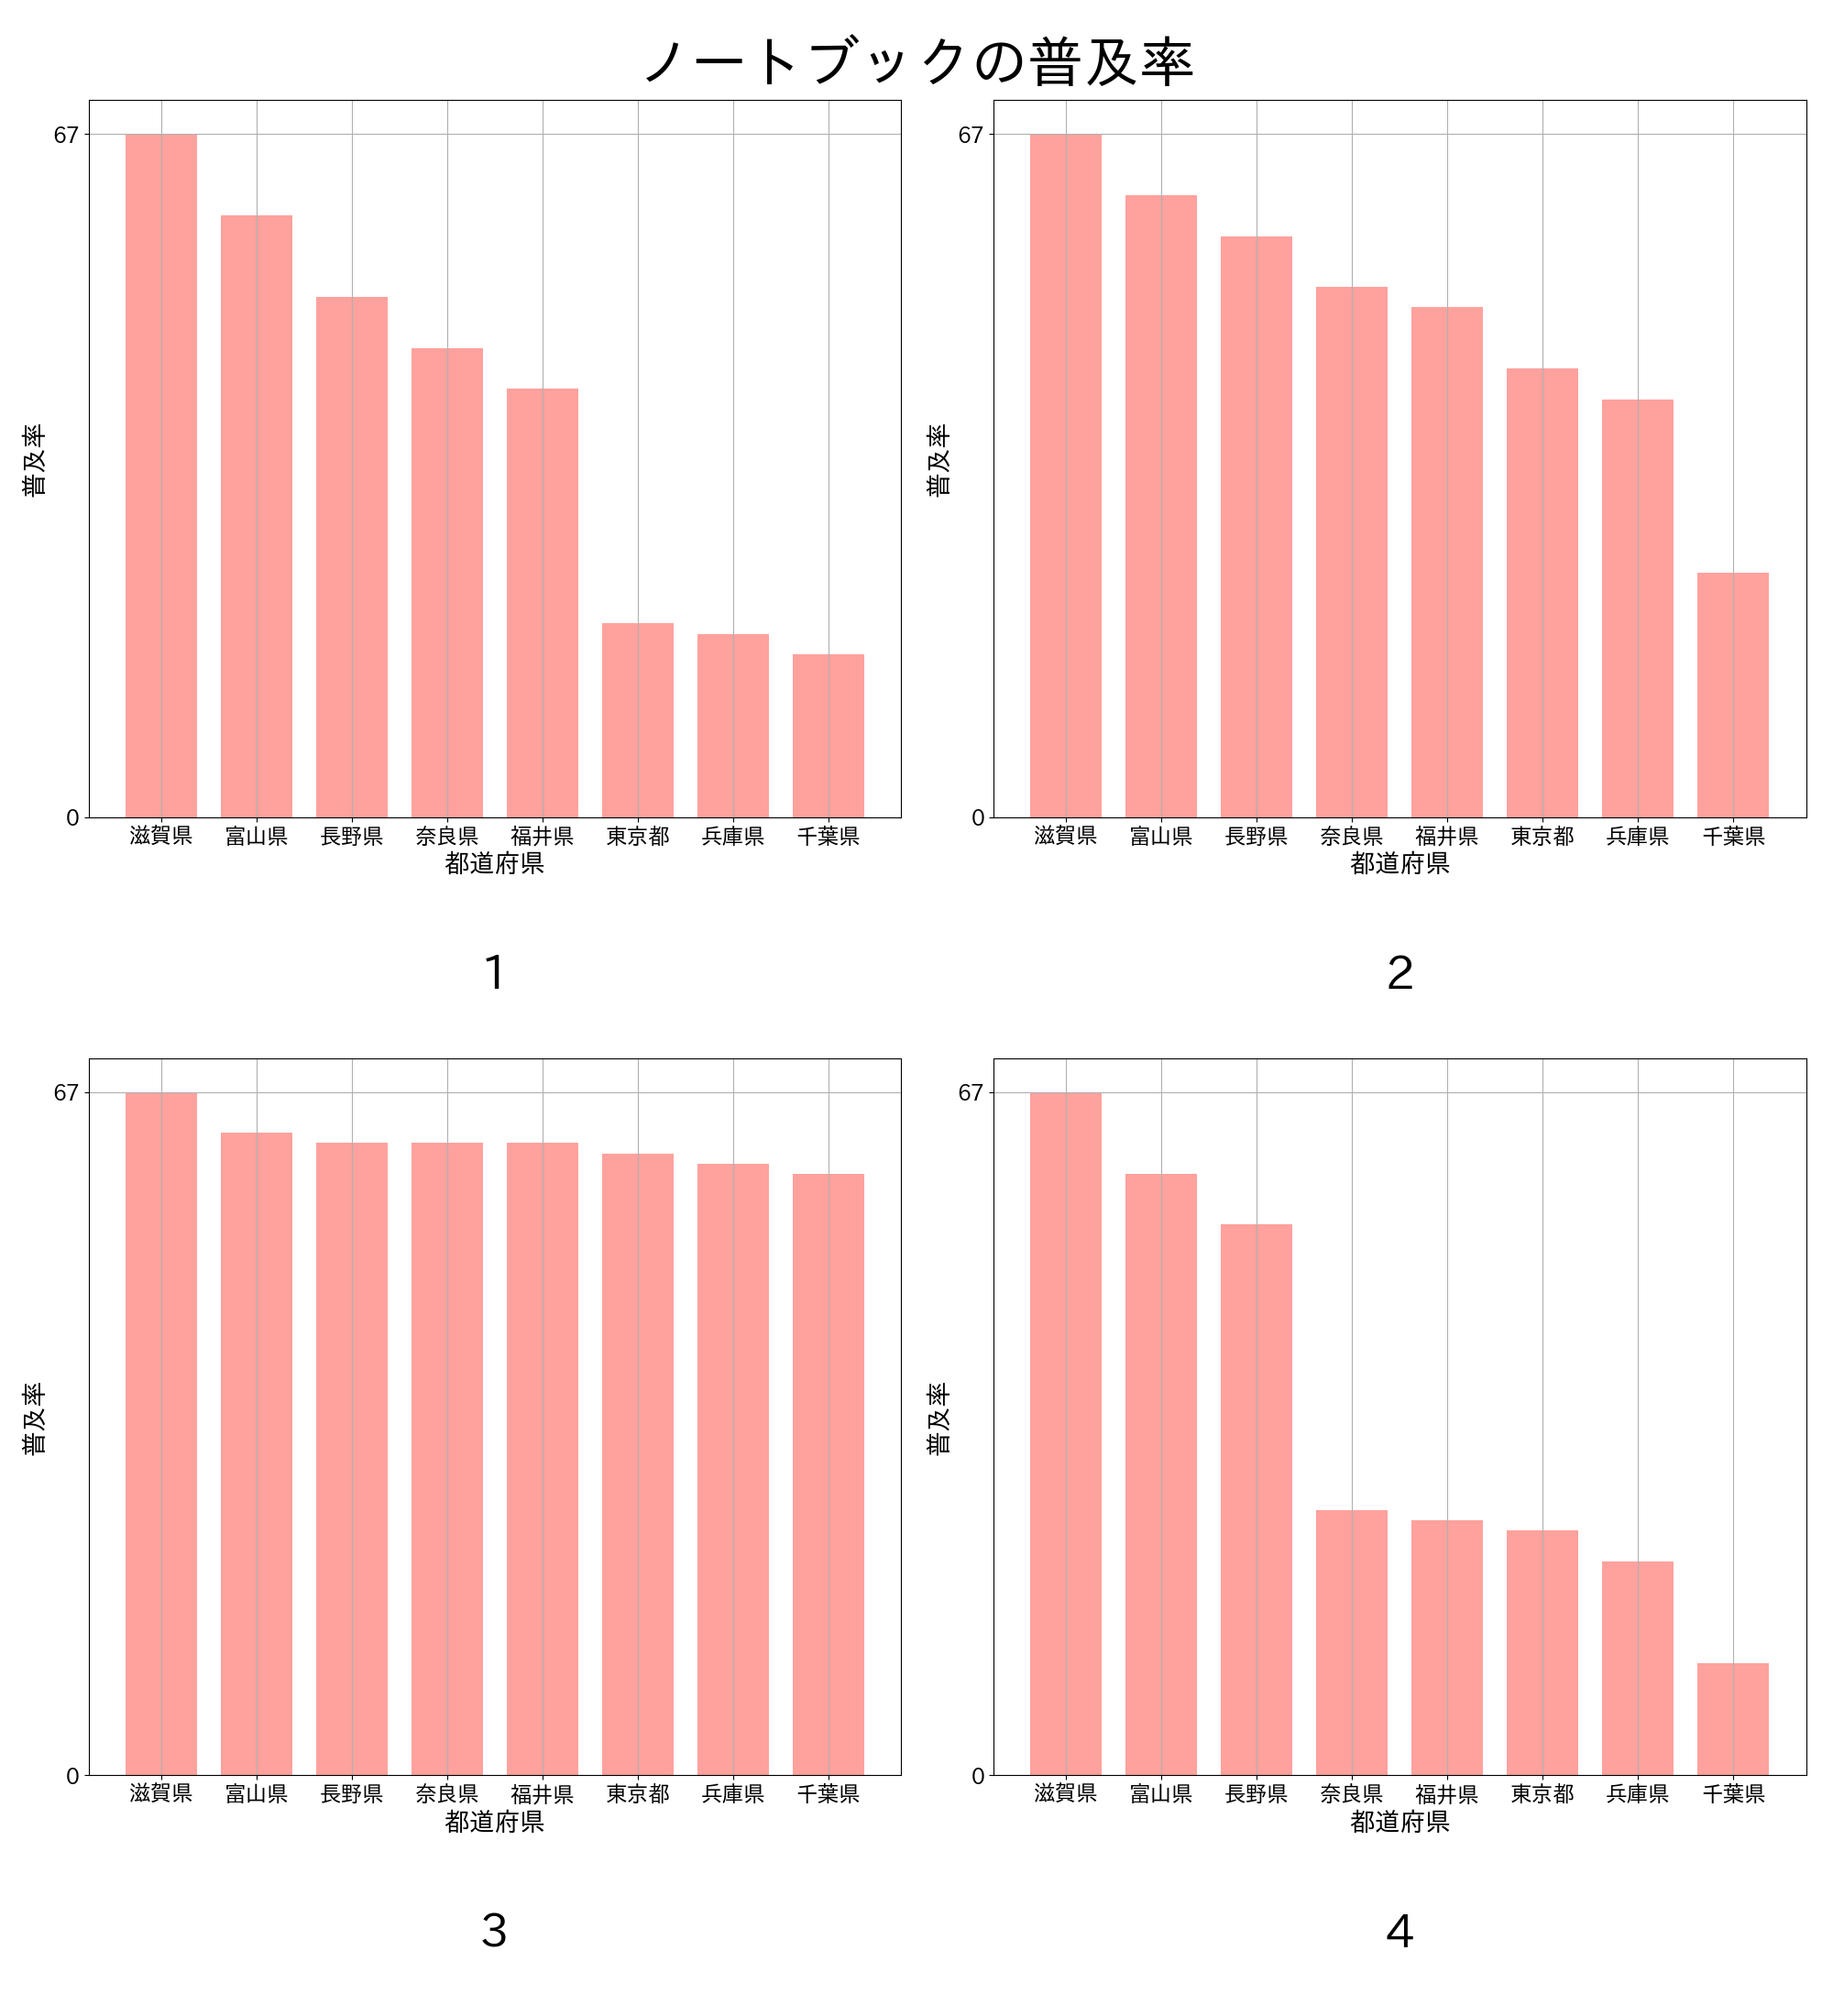 ノートブックの普及率
67
0
普及率
滋賀県 富山県 長野県 奈良県 福井県 東京都 兵庫県 千葉県
都道府県
1
67
0
普及率
滋賀県 富山県 長野県 奈良県 福井県 東京都 兵庫県 千葉県
都道府県
2
67
0
普及率
滋賀県 富山県 長野県 奈良県 福井県 東京都 兵庫県 千葉県
都道府県
3
67
0
普及率
滋賀県 富山県 長野県 奈良県 福井県 東京都 兵庫県 千葉県
都道府県
4